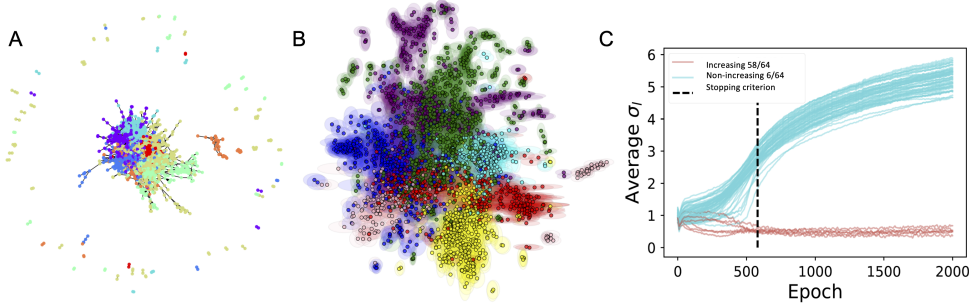 A
B
C
6
5
4
3
2
1
0
Average σI
Increasing 58/64
Non-increasing 6/64
Stopping criterion
0
500
1000
1500
2000
Epoch